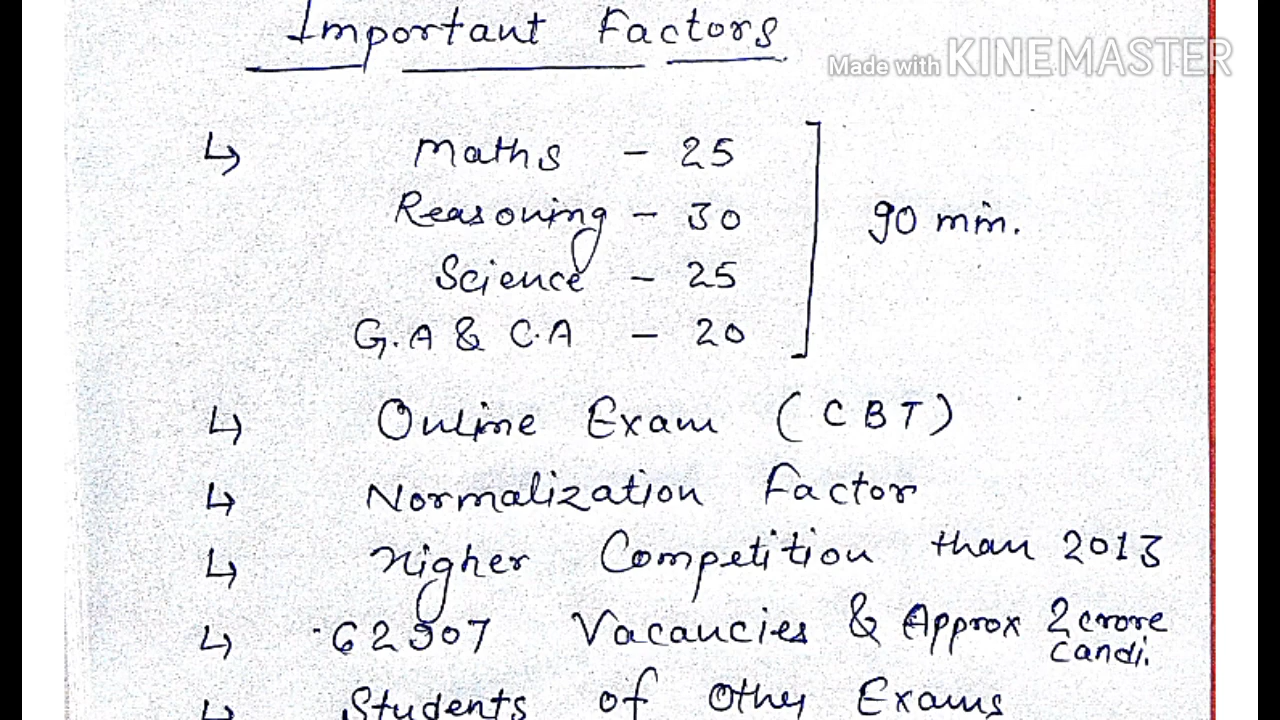 Important Factors
Made with KINEMASTER
↳ Maths - 25
Reasoning - 30
Science - 25
G.A & C.A - 20
90 min.
↳ Online Exam (CBT)
↳ Normalization Factor
↳ Higher Competition than 2013
↳ 62907 Vacancies & Approx 2 crore
candi.
↳ Students of Other Exams